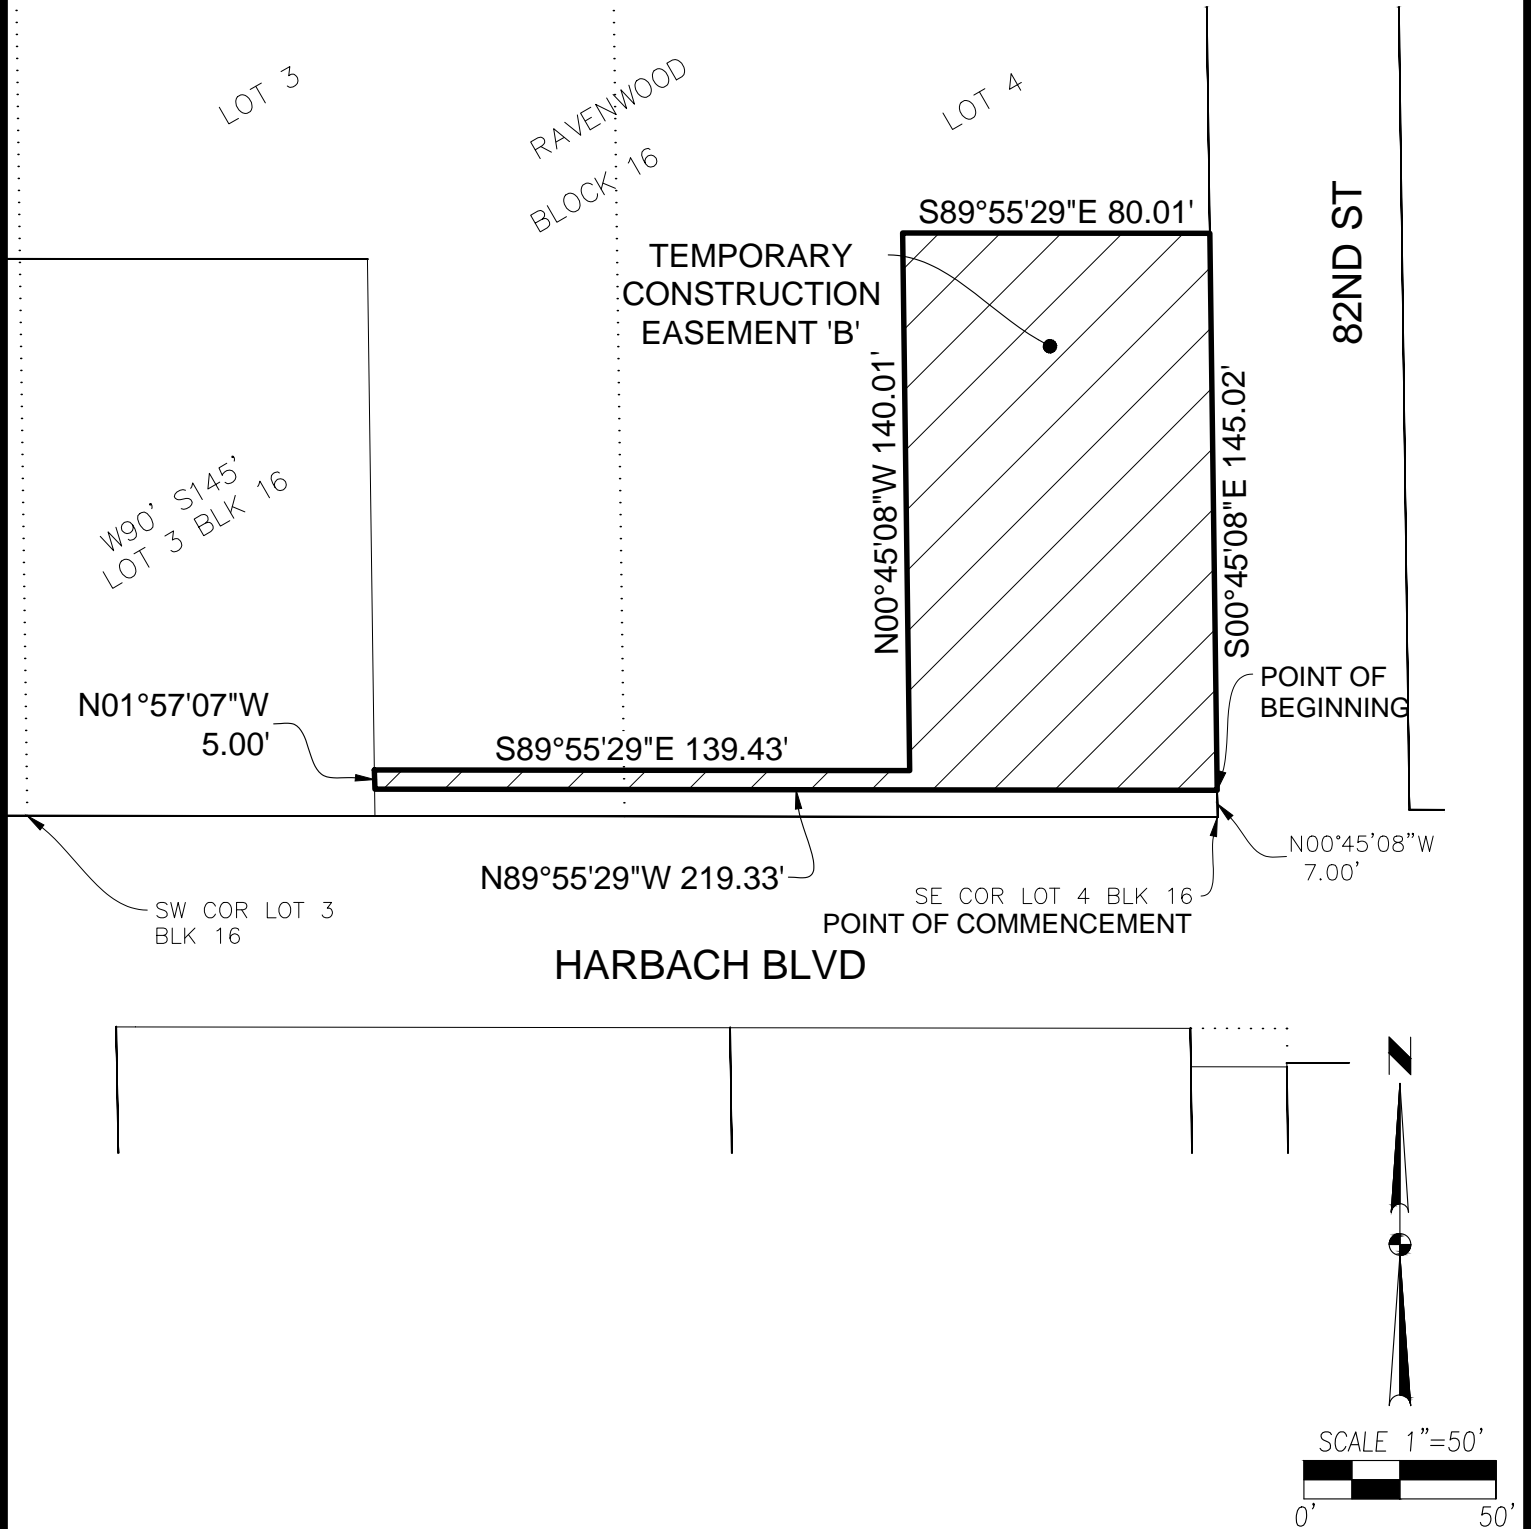 LOT 3
RAVENWOOD
BLOCK 16
LOT 4
S89°55'29"E 80.01'
TEMPORARY
CONSTRUCTION
EASEMENT 'B'
82ND ST
N00°45'08"W 140.01'
S00°45'08"E 145.02'
W90' S145'
LOT 3 BLK 16
N01°57'07"W
5.00'
S89°55'29"E 139.43'
POINT OF
BEGINNING
N89°55'29"W 219.33'
N00°45'08"W
7.00'
SW COR LOT 3
BLK 16
SE COR LOT 4 BLK 16
POINT OF COMMENCEMENT
HARBACH BLVD
N
SCALE 1"=50'
0' 50'